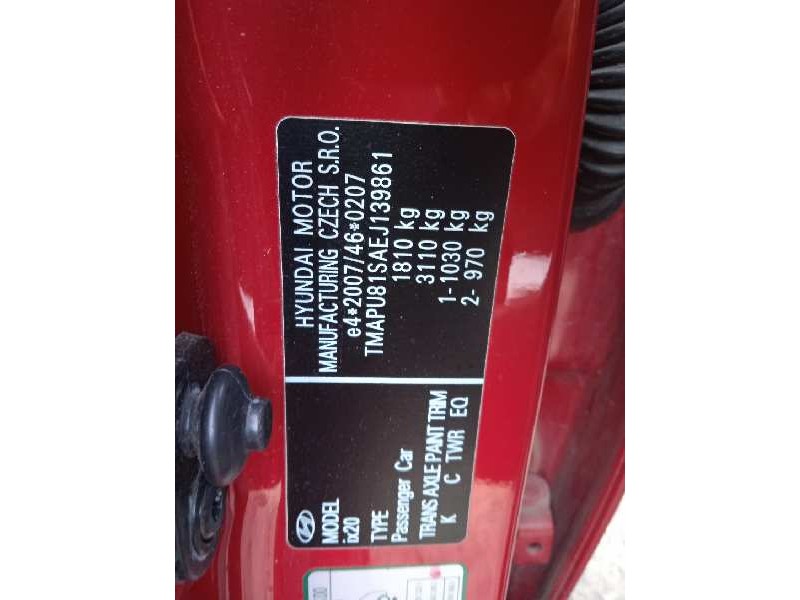 HYUNDAI MOTOR
MANUFACTURING CZECH S.R.O.
e4*2007/46*0207
TMAPU81SAEJ139861
1810 kg
3110 kg
1- 1030 kg
2- 970 kg
MODEL
ix20
TYPE
Passenger Car
TRANS AXLE PAINT TRIM
K C TWR EQ